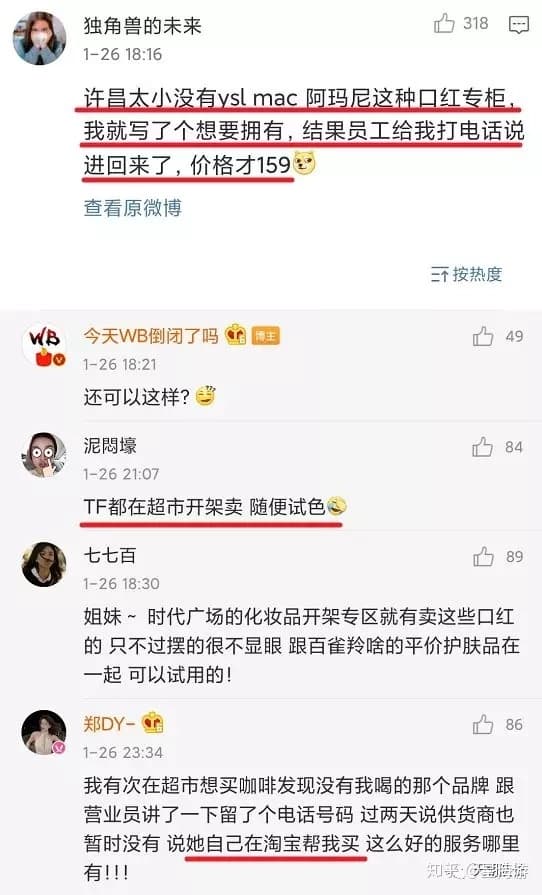 独角兽的未来
318
1-26 18:16
许昌太小没有ysl mac 阿玛尼这种口红专柜，
我就写了个想要拥有，结果员工给我打电话说
进回来了，价格才159
查看原微博
按热度
今天WB倒闭了吗 博主
49
1-26 18:21
还可以这样？
泥悶壕
84
1-26 21:07
TF都在超市开架卖 随便试色
七七百
89
1-26 18:30
姐妹～ 时代广场的化妆品开架专区就有卖这些口红
的 只不过摆的很不显眼 跟百雀羚啥的平价护肤品在
一起 可以试用的！
郑DY-
86
1-26 23:34
我有次在超市想买咖啡发现没有我喝的那个品牌 跟
营业员讲了一下留了个电话号码 过两天说供货商也
暂时没有 说她自己在淘宝帮我买 这么好的服务哪里
有!!!
知乎